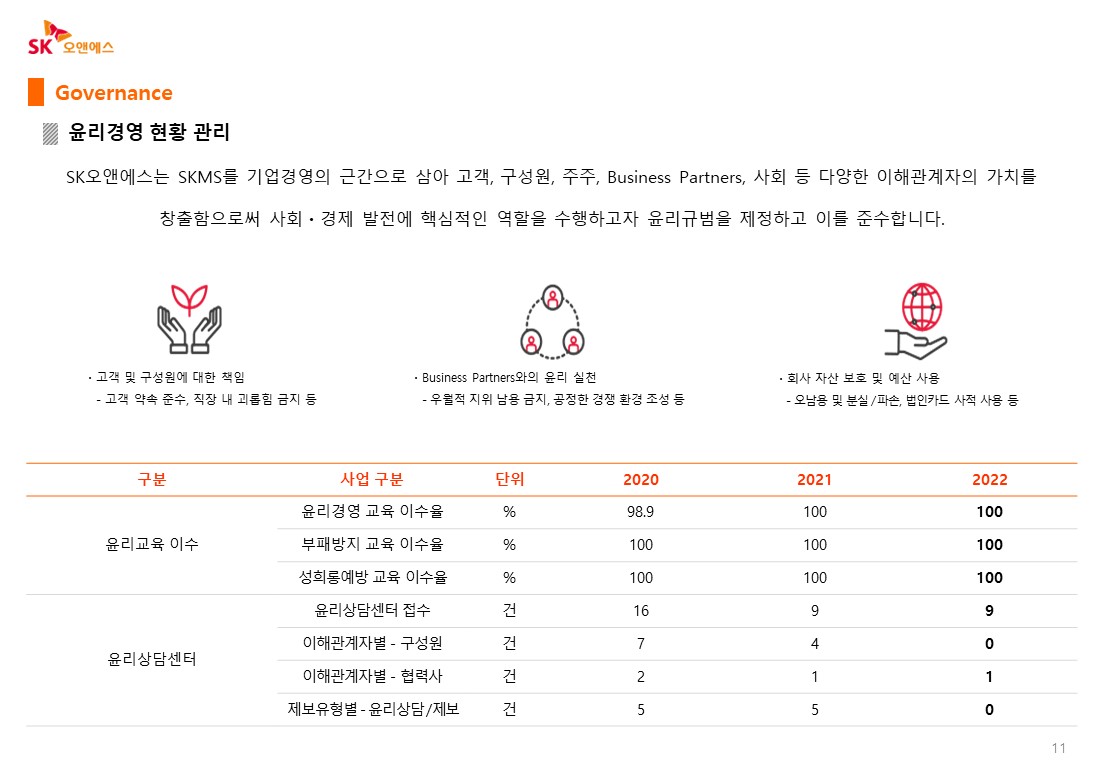 SK 오앤에스
Governance
윤리경영 현황 관리
SK오앤에스는 SKMS를 기업경영의 근간으로 삼아 고객, 구성원, 주주, Business Partners, 사회 등 다양한 이해관계자의 가치를
창출함으로써 사회·경제 발전에 핵심적인 역할을 수행하고자 윤리규범을 제정하고 이를 준수합니다.
· 고객 및 구성원에 대한 책임
- 고객 약속 준수, 직장 내 괴롭힘 금지 등
· Business Partners와의 윤리 실천
- 우월적 지위 남용 금지, 공정한 경쟁 환경 조성 등
· 회사 자산 보호 및 예산 사용
- 오남용 및 분실/파손, 법인카드 사적 사용 등
구분 사업 구분 단위 2020 2021 2022
윤리교육 이수
윤리경영 교육 이수율 % 98.9 100 100
부패방지 교육 이수율 % 100 100 100
성희롱예방 교육 이수율 % 100 100 100
윤리상담센터
윤리상담센터 접수 건 16 9 9
이해관계자별 - 구성원 건 7 4 0
이해관계자별 - 협력사 건 2 1 1
제보유형별 - 윤리상담/제보 건 5 5 0
11